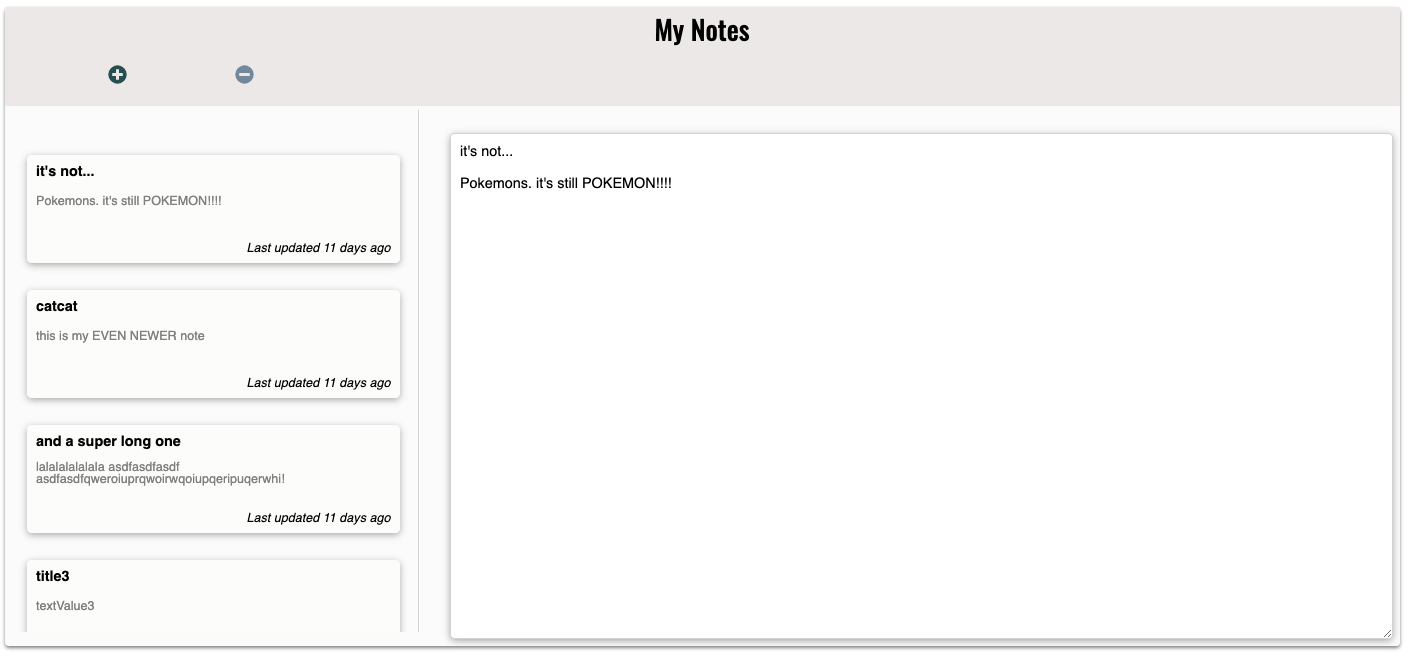 My Notes
it's not...
Pokemons. it's still POKEMON!!!!
Last updated 11 days ago
catcat
this is my EVEN NEWER note
Last updated 11 days ago
and a super long one
lalalalalalala asdfasdfasdf
asdfasdfqweroiuprqwoirwqoiupqeripuqerwhi!
Last updated 11 days ago
title3
textValue3
it's not...
Pokemons. it's still POKEMON!!!!